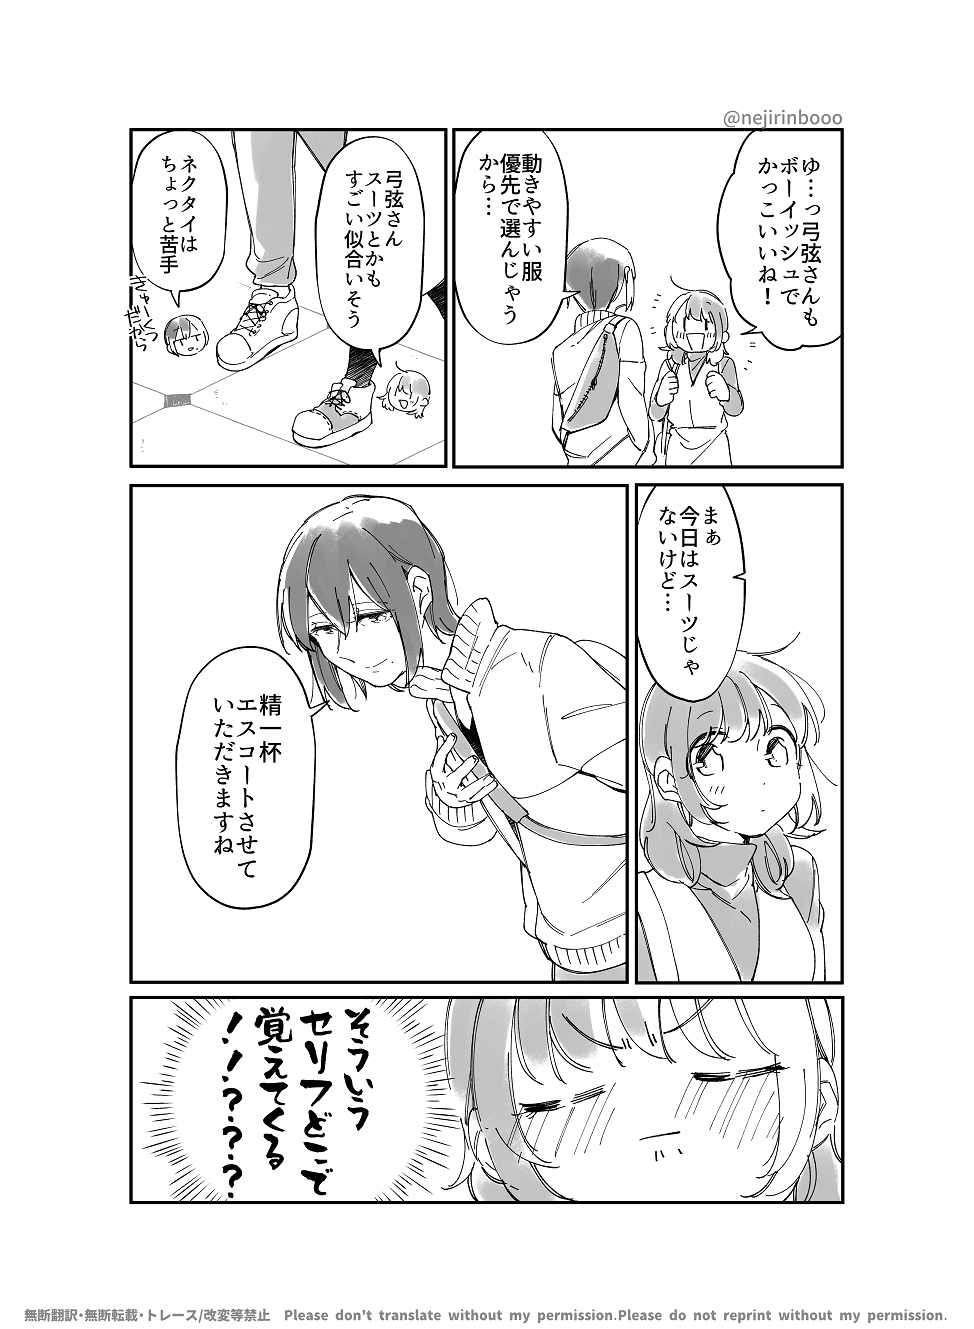 @nejirinbooo
ゆ…っ弓弦さんも
ボーイッシュで
かっこいいね！
動きやすい服
優先で選んじゃう
から…
弓弦さん
スーツとかも
すごい似合いそう
ネクタイは
ちょっと苦手
きゅーくつ
だから
まぁ
今日はスーツじゃ
ないけど…
精一杯
エスコートさせて
いただきますね
そういう
セリフどこで
覚えてくる
！！？？？？
無断翻訳・無断転載・トレース/改変等禁止　Please don't translate without my permission.Please do not reprint without my permission.